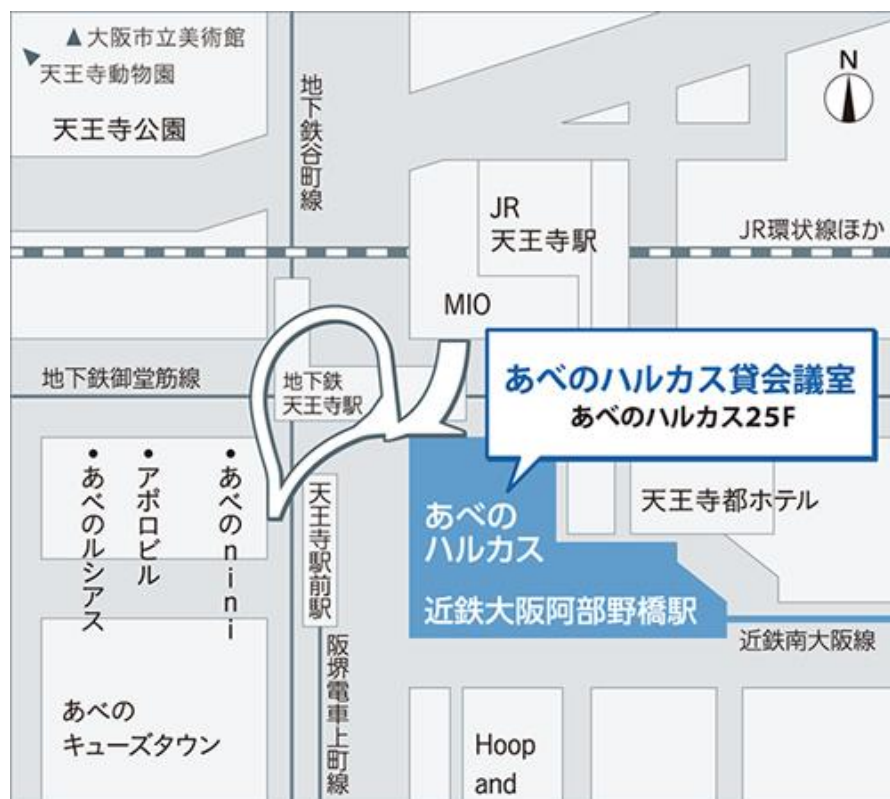 大阪市立美術館
天王寺動物園
天王寺公園
地下鉄谷町線
N
JR
天王寺駅
JR環状線ほか
MIO
地下鉄御堂筋線
地下鉄
天王寺駅
あべのハルカス貸会議室
あべのハルカス25F
・あべのルシアス
・アポロビル
・あべのnini
天王寺駅前駅
あべの
ハルカス
天王寺都ホテル
近鉄大阪阿部野橋駅
近鉄南大阪線
阪堺電車上町線
あべの
キューズタウン
Hoop
and